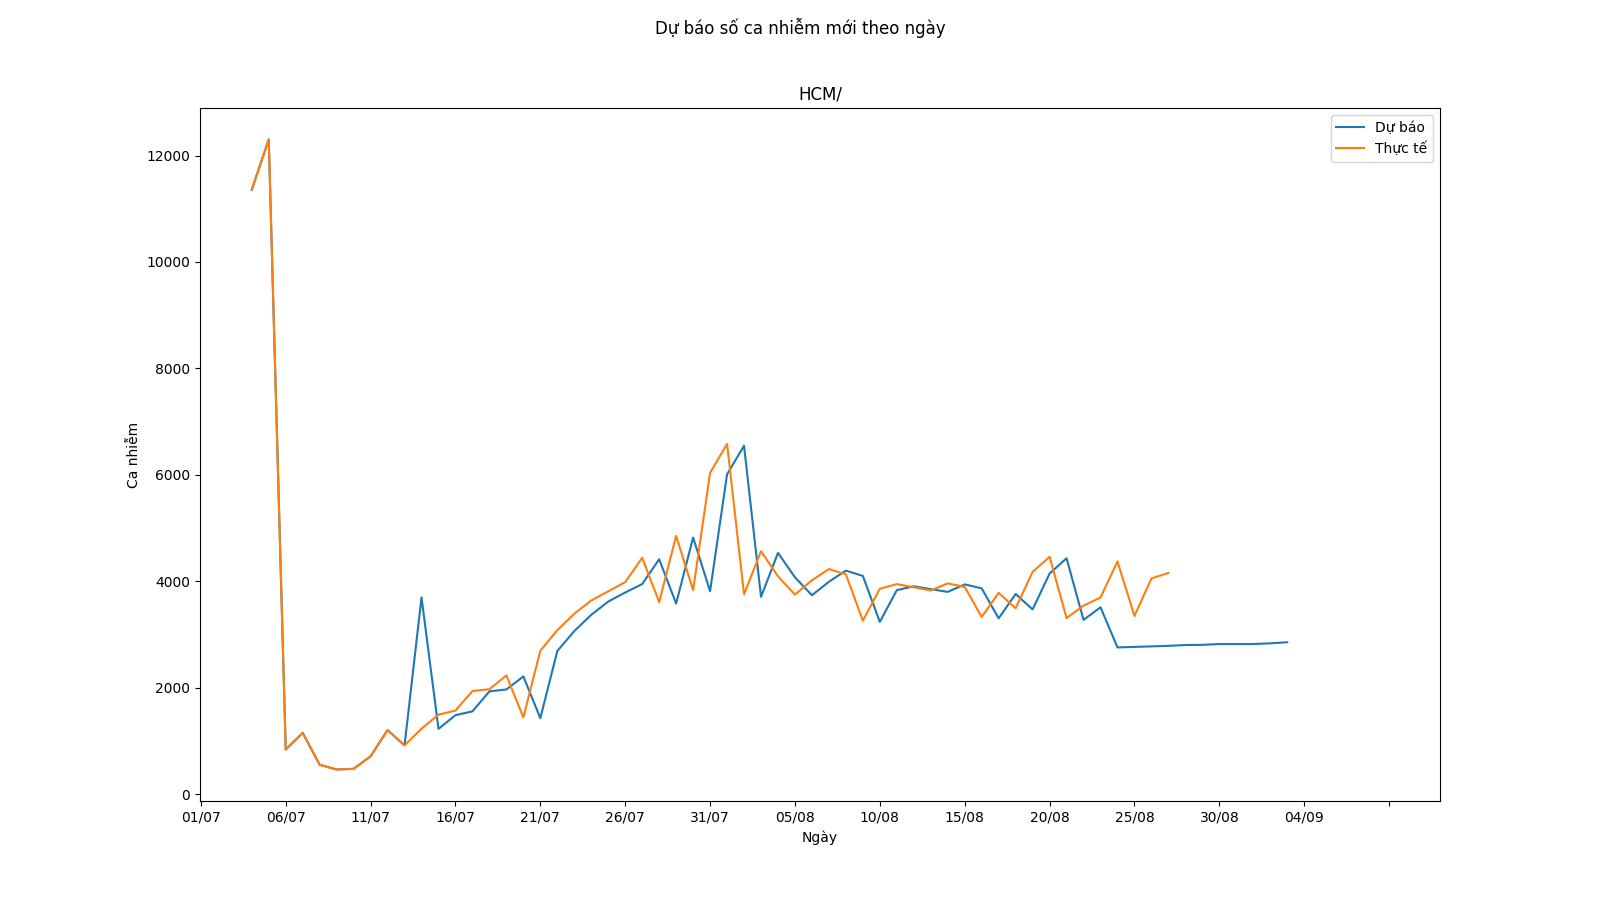 Dự báo số ca nhiễm mới theo ngày
HCM/
Dự báo
Thực tế
12000
10000
8000
6000
4000
2000
0
Ca nhiễm
01/07 06/07 11/07 16/07 21/07 26/07 31/07 05/08 10/08 15/08 20/08 25/08 30/08 04/09
Ngày